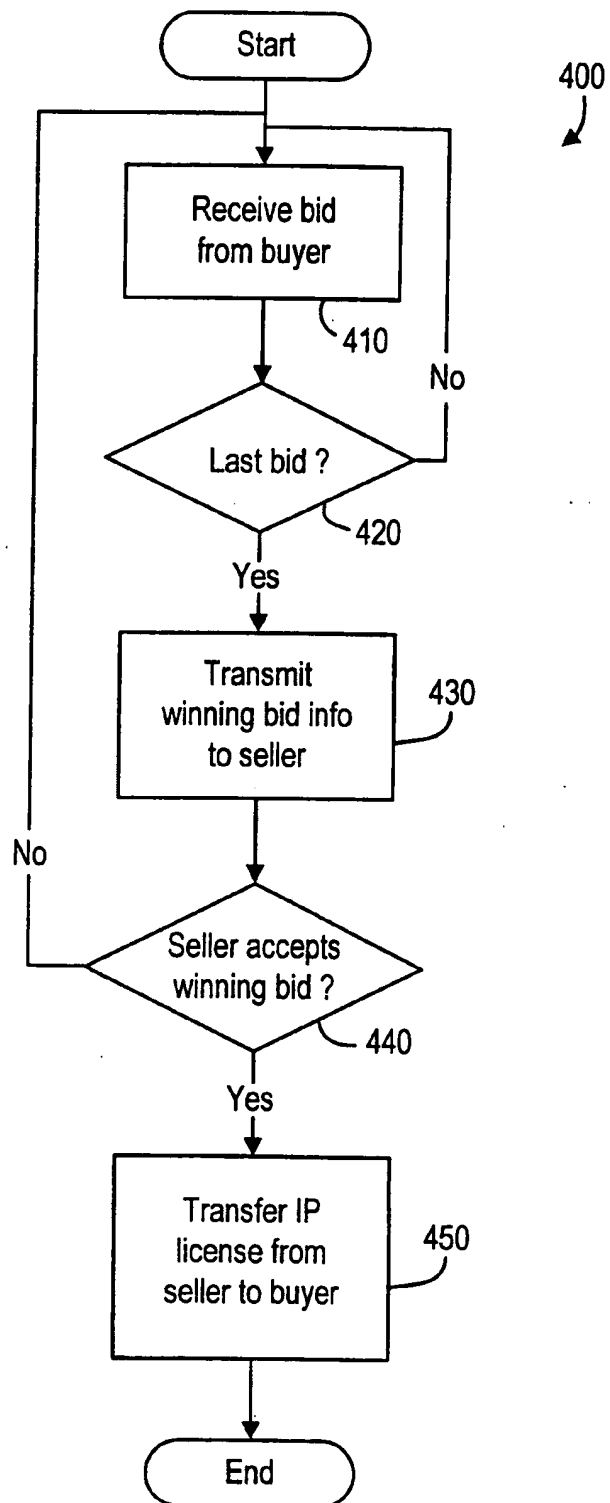 Start
400
Receive bid
from buyer
410
No
Last bid ?
420
Yes
Transmit
winning bid info
to seller
430
No
Seller accepts
winning bid ?
440
Yes
Transfer IP
license from
seller to buyer
450
End